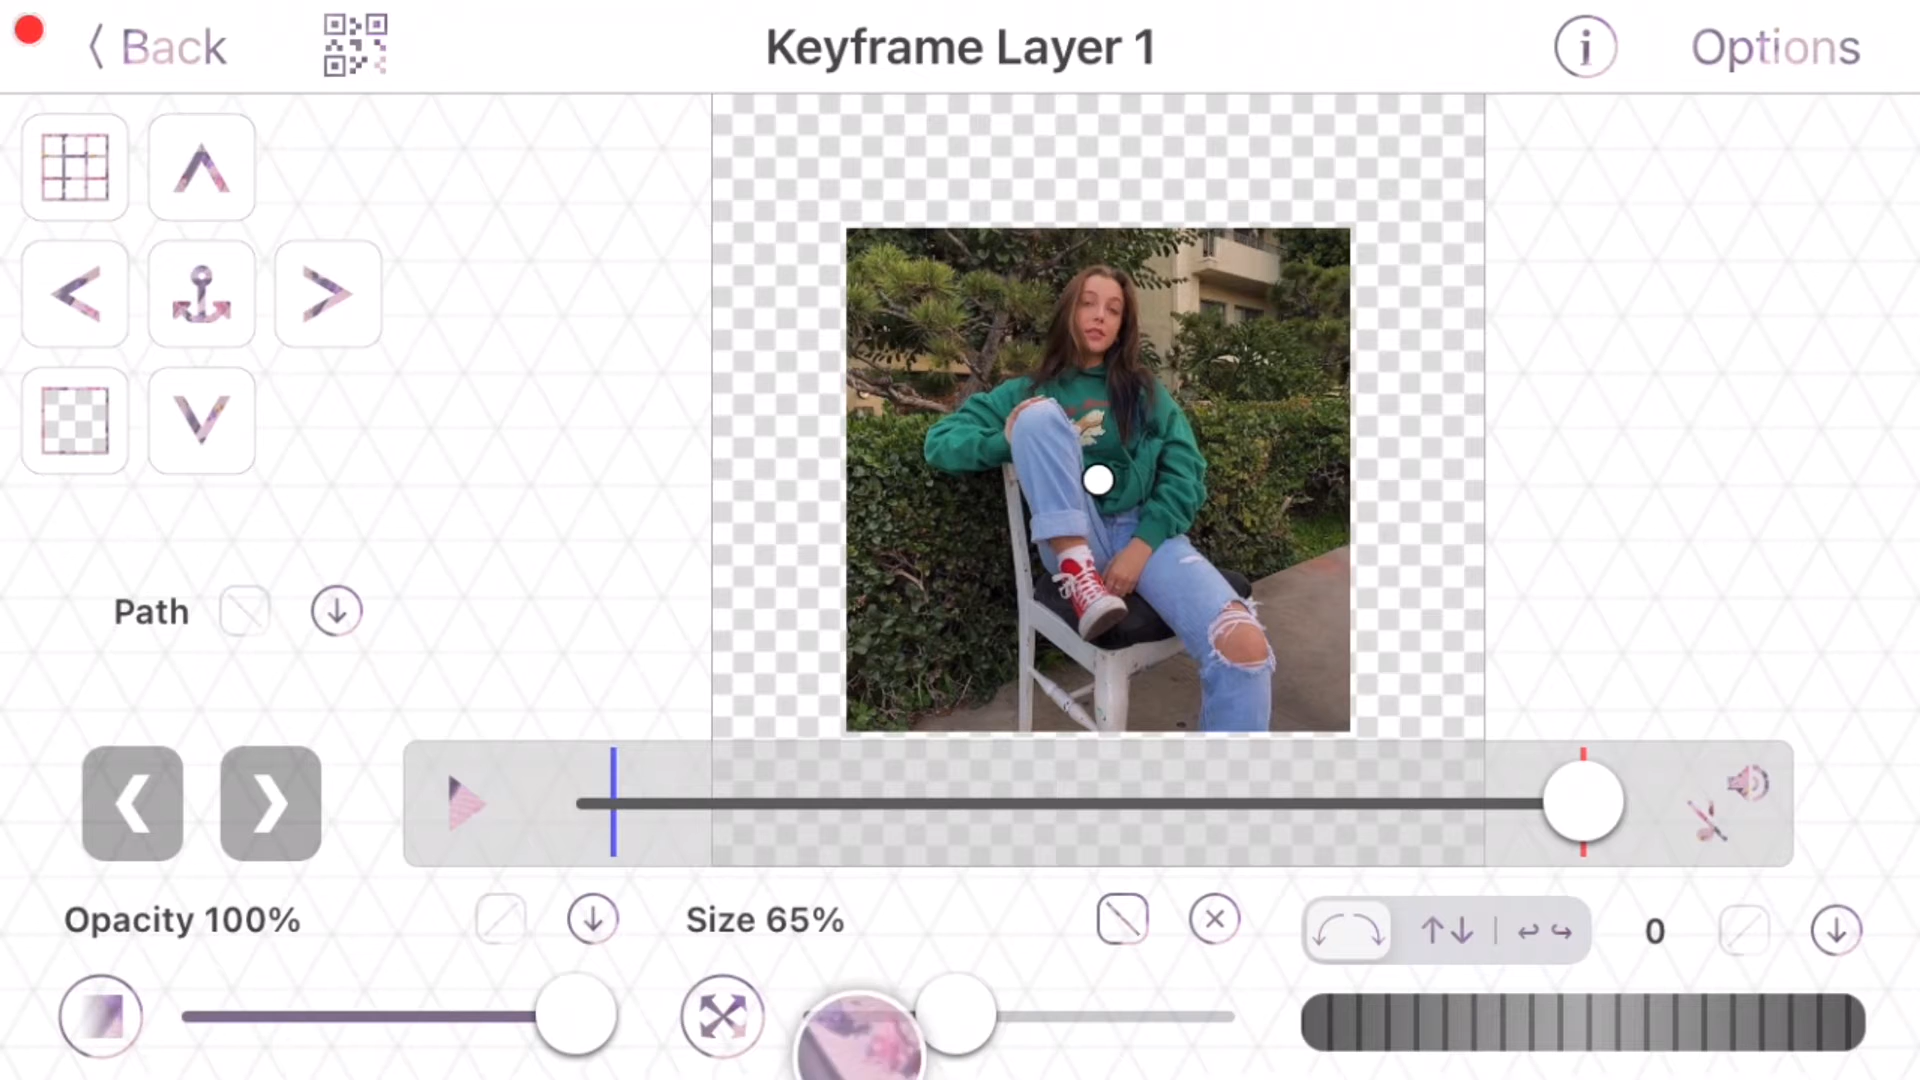 Back
Keyframe Layer 1
i
Options
Path
Opacity 100%
Size 65%
0